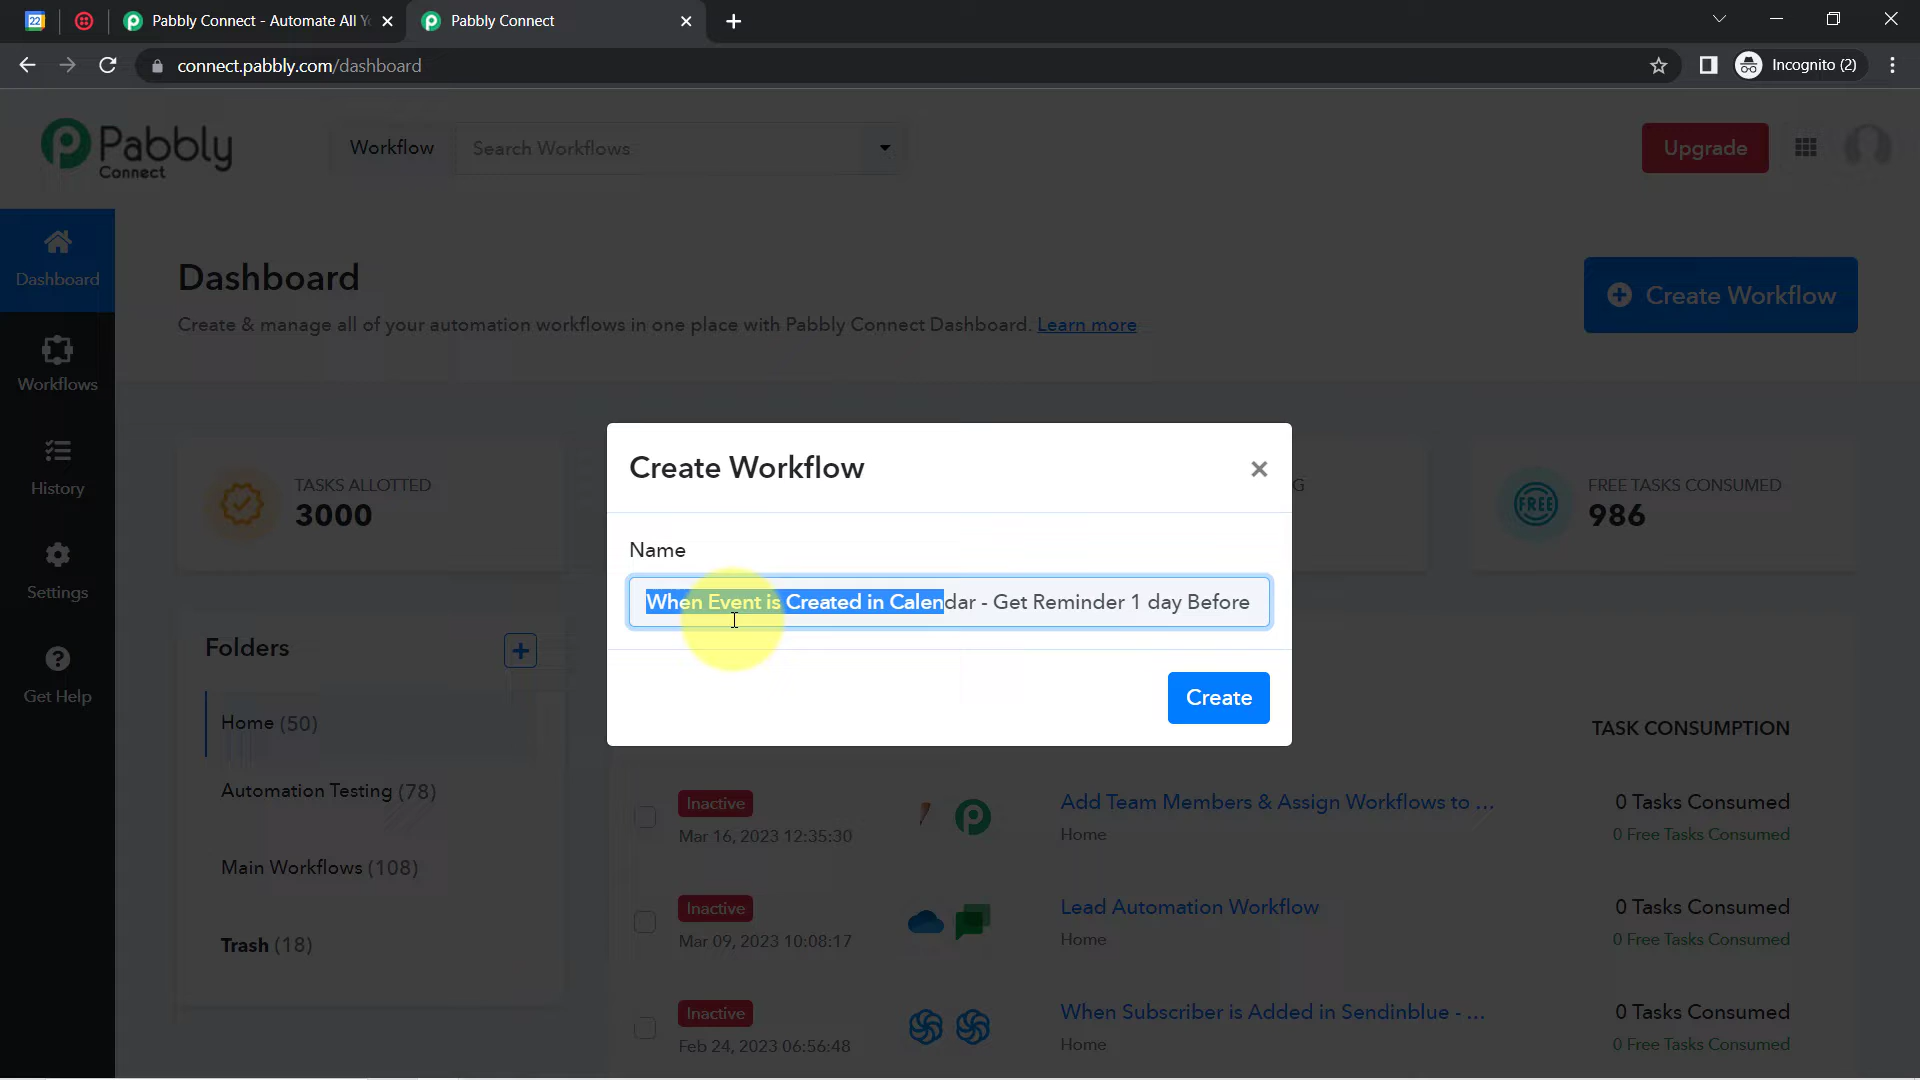 22
Pabbly Connect - Automate All Y
Pabbly Connect
connect.pabbly.com/dashboard
Incognito (2)
Pabbly
Connect
Workflow
Search Workflows
Upgrade
Dashboard
Workflows
History
Settings
Get Help
Dashboard
Create & manage all of your automation workflows in one place with Pabbly Connect Dashboard. Learn more
Create Workflow
TASKS ALLOTTED
3000
G
FREE
FREE TASKS CONSUMED
986
Create Workflow
Name
When Event is Created in Calendar - Get Reminder 1 day Before
Create
Folders
Home (50)
Automation Testing (78)
Main Workflows (108)
Trash (18)
TASK CONSUMPTION
Inactive
Mar 16, 2023 12:35:30
Add Team Members & Assign Workflows to ...
Home
0 Tasks Consumed
0 Free Tasks Consumed
Inactive
Mar 09, 2023 10:08:17
Lead Automation Workflow
Home
0 Tasks Consumed
0 Free Tasks Consumed
Inactive
Feb 24, 2023 06:56:48
When Subscriber is Added in Sendinblue - ...
Home
0 Tasks Consumed
0 Free Tasks Consumed